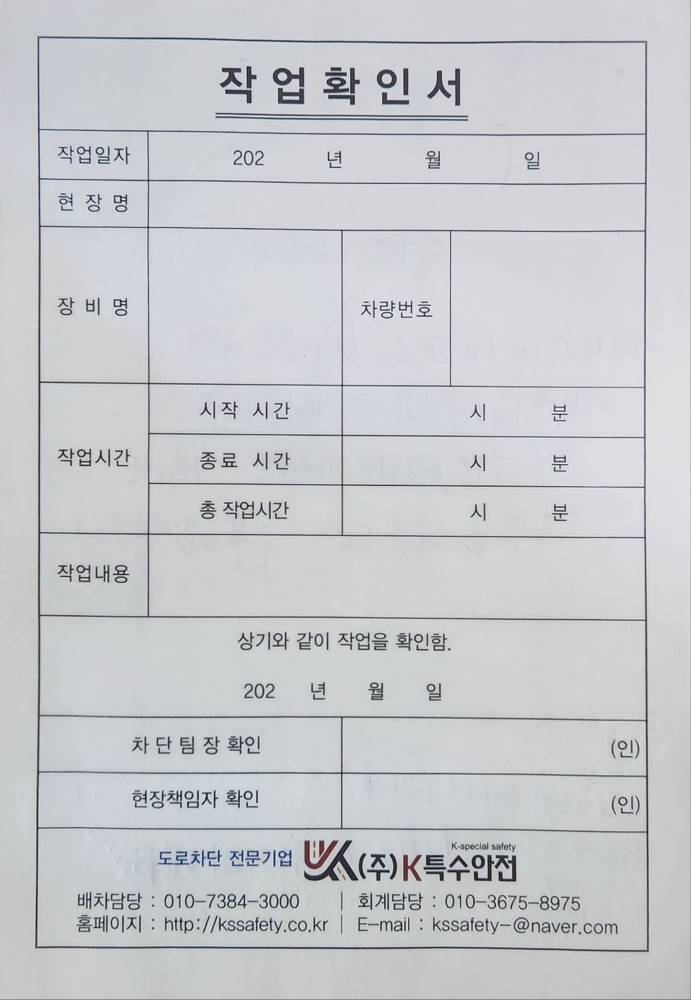 작업확인서
작업일자 202 년 월 일
현장명
장비명 차량번호
작업시간 시작 시간 시 분
종료 시간 시 분
총 작업시간 시 분
작업내용
상기와 같이 작업을 확인함.
202 년 월 일
차단팀장 확인 (인)
현장책임자 확인 (인)
K-special safety
도로차단 전문기업 (주)K특수안전
배차담당 : 010-7384-3000 | 회계담당 : 010-3675-8975
홈페이지 : http://kssafety.co.kr | E-mail : kssafety-@naver.com